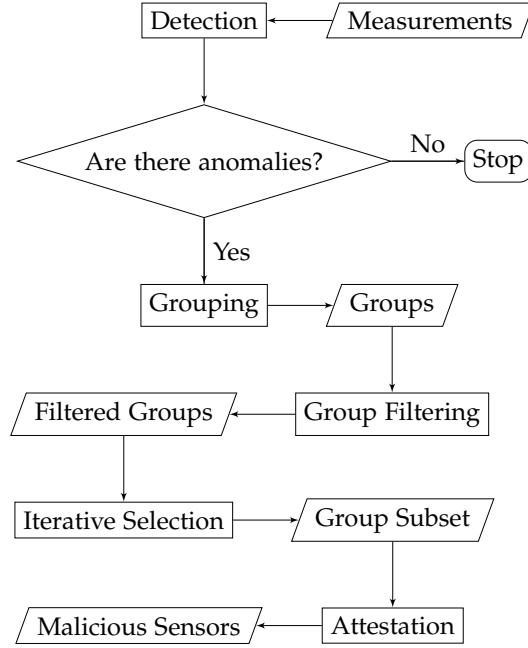 Detection
Measurements
Are there anomalies?
No
Stop
Yes
Grouping
Groups
Filtered Groups
Group Filtering
Iterative Selection
Group Subset
Malicious Sensors
Attestation